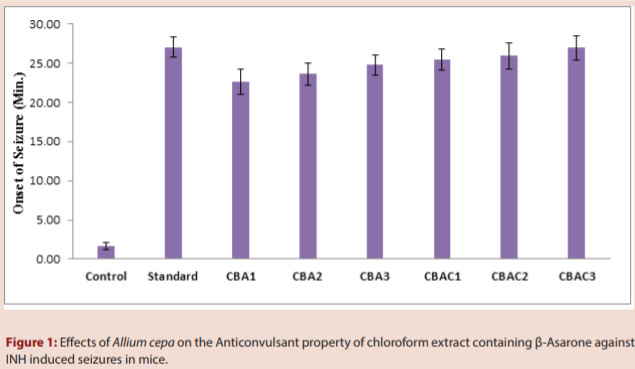 30.00
25.00
20.00
15.00
10.00
5.00
0.00
Onset of Seizure (Min.)
Control Standard CBA1 CBA2 CBA3 CBAC1 CBAC2 CBAC3
Figure 1: Effects of Allium cepa on the Anticonvulsant property of chloroform extract containing β-Asarone against
INH induced seizures in mice.